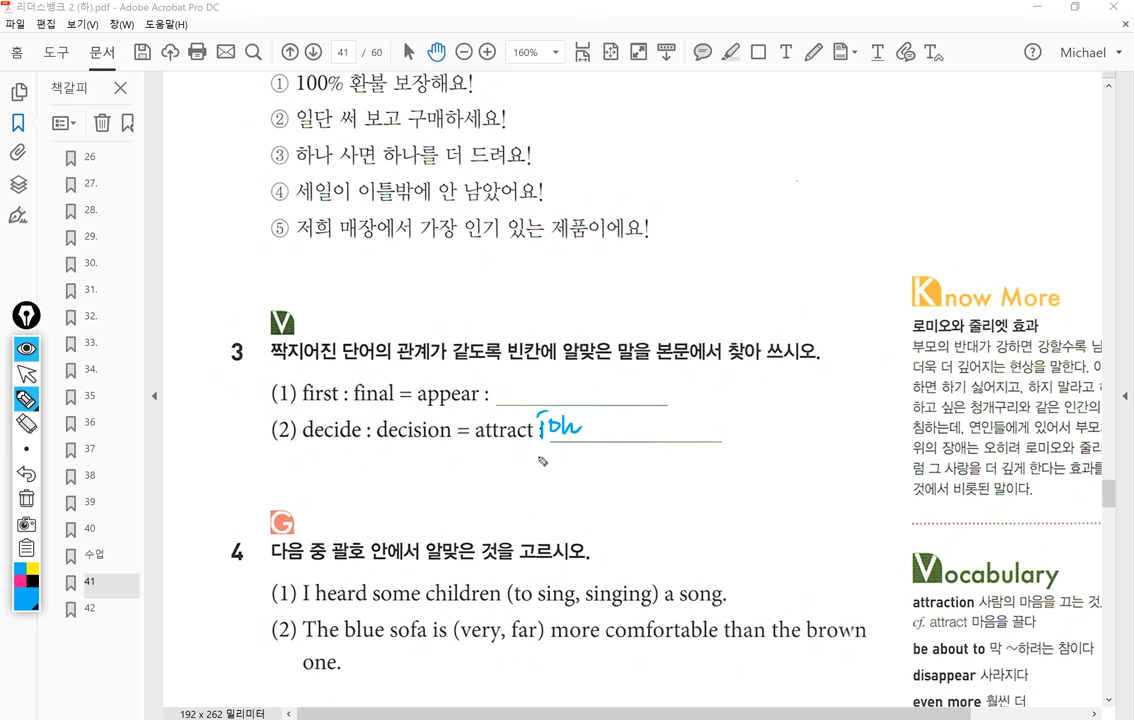 리더스뱅크 2 (하).pdf - Adobe Acrobat Pro DC
파일 편집 보기(V) 창(W) 도움말(H)
홈 도구 문서 41 / 60 160% Michael
책갈피
26
27.
28.
29.
30.
31.
32.
33.
34.
35
36
37
38
39
40
수업
41
42
① 100% 환불 보장해요!
② 일단 써 보고 구매하세요!
③ 하나 사면 하나를 더 드려요!
④ 세일이 이틀밖에 안 남았어요!
⑤ 저희 매장에서 가장 인기 있는 제품이에요!
V
3 짝지어진 단어의 관계가 같도록 빈칸에 알맞은 말을 본문에서 찾아 쓰시오.
(1) first : final = appear :
(2) decide : decision = attract : ion
G
4 다음 중 괄호 안에서 알맞은 것을 고르시오.
(1) I heard some children (to sing, singing) a song.
(2) The blue sofa is (very, far) more comfortable than the brown
one.
Know More
로미오와 줄리엣 효과
부모의 반대가 강하면 강할수록 남
더욱 더 깊어지는 현상을 말한다. 이
하면 하기 싫어지고, 하지 말라고 하
하고 싶은 청개구리와 같은 인간의
침하는데, 연인들에게 있어서 부모
위의 장애는 오히려 로미오와 줄리
럼 그 사랑을 더 깊게 한다는 효과를
것에서 비롯된 말이다.
Vocabulary
attraction 사람의 마음을 끄는 것
cf. attract 마음을 끌다
be about to 막 ~하려는 참이다
disappear 사라지다
even more 훨씬 더
192 x 262 밀리미터